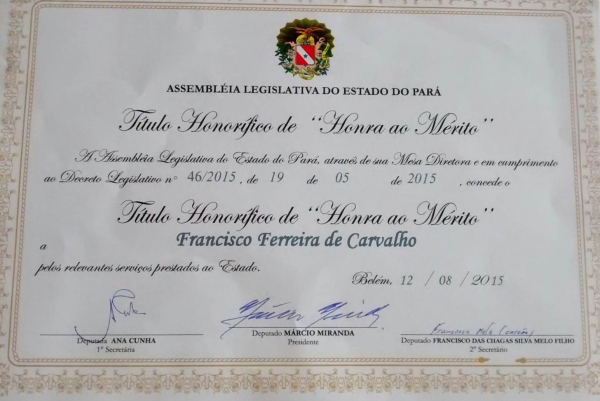 ASSEMBLÉIA LEGISLATIVA DO ESTADO DO PARÁ
Título Honorífico de "Honra ao Mérito"
A Assembléia Legislativa do Estado do Pará, através de sua Mesa Diretora e em cumprimento
ao Decreto Legislativo nº 46/2015, de 19 de 05 de 2015, concede o
Título Honorífico de "Honra ao Mérito"
a Francisco Ferreira de Carvalho
pelos relevantes serviços prestados ao Estado.
Belém, 12 / 08 / 2015
Deputada ANA CUNHA
1ª Secretária
Deputado MÁRCIO MIRANDA
Presidente
Deputado FRANCISCO DAS CHAGAS SILVA MELO FILHO
2º Secretário